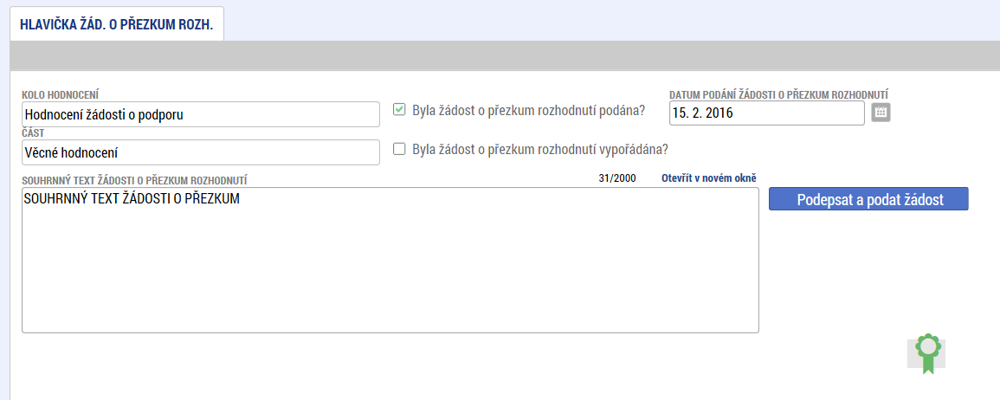 HLAVIČKA ŽÁD. O PŘEZKUM ROZH.
KOLO HODNOCENÍ
Hodnocení žádosti o podporu
Byla žádost o přezkum rozhodnutí podána?
DATUM PODÁNÍ ŽÁDOSTI O PŘEZKUM ROZHODNUTÍ
15. 2. 2016
ČÁST
Věcné hodnocení
Byla žádost o přezkum rozhodnutí vypořádána?
SOUHRNNÝ TEXT ŽÁDOSTI O PŘEZKUM ROZHODNUTÍ
31/2000
Otevřít v novém okně
SOUHRNNÝ TEXT ŽÁDOSTI O PŘEZKUM
Podepsat a podat žádost